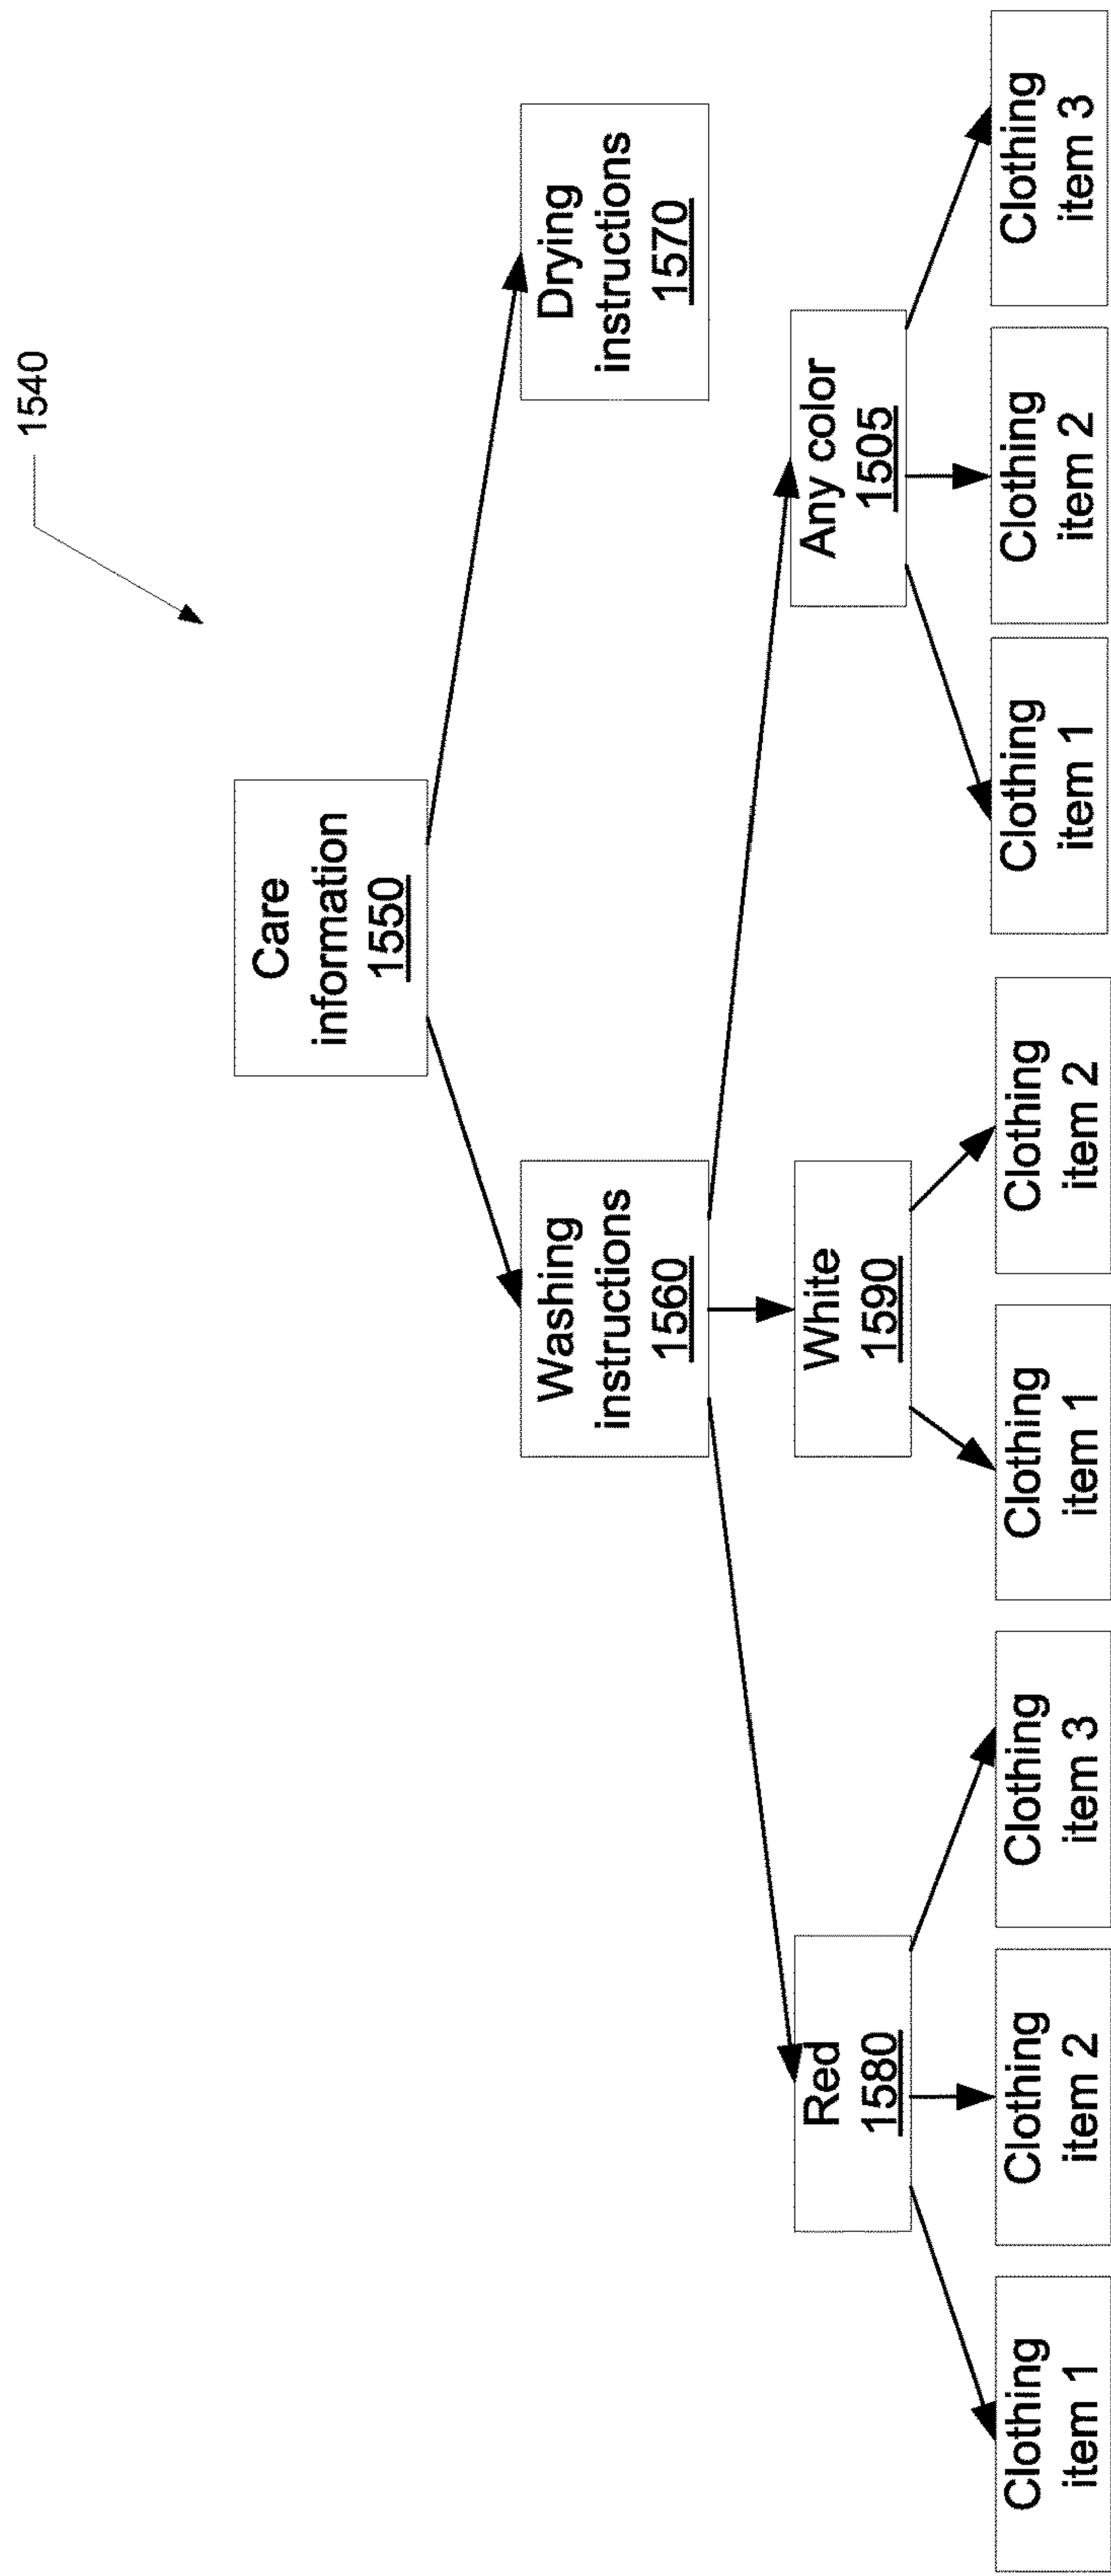 1540
Care
information
1550
Washing
instructions
1560
Drying
instructions
1570
Red
1580
White
1590
Any color
1505
Clothing
item 1
Clothing
item 2
Clothing
item 3
Clothing
item 1
Clothing
item 2
Clothing
item 1
Clothing
item 2
Clothing
item 3